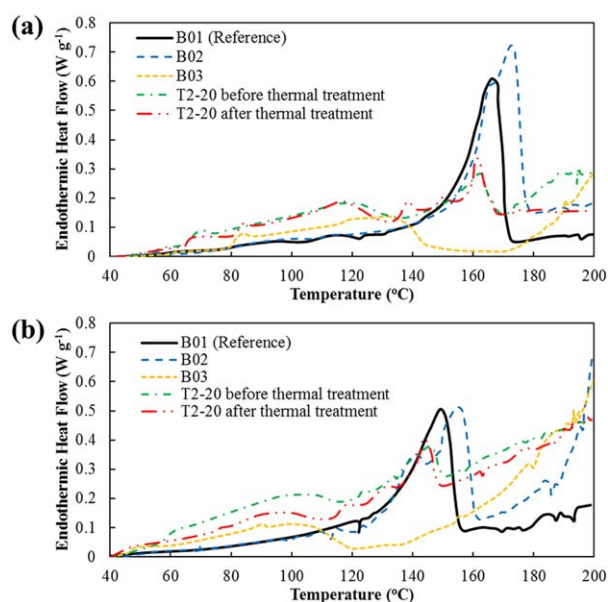 (a)
0.8
0.7
0.6
0.5
0.4
0.3
0.2
0.1
0
Endothermic Heat Flow (W g⁻¹)
B01 (Reference)
B02
B03
T2-20 before thermal treatment
T2-20 after thermal treatment
40 60 80 100 120 140 160 180 200
Temperature (°C)
(b)
0.8
0.7
0.6
0.5
0.4
0.3
0.2
0.1
0
Endothermic Heat Flow (W g⁻¹)
B01 (Reference)
B02
B03
T2-20 before thermal treatment
T2-20 after thermal treatment
40 60 80 100 120 140 160 180 200
Temperature (°C)